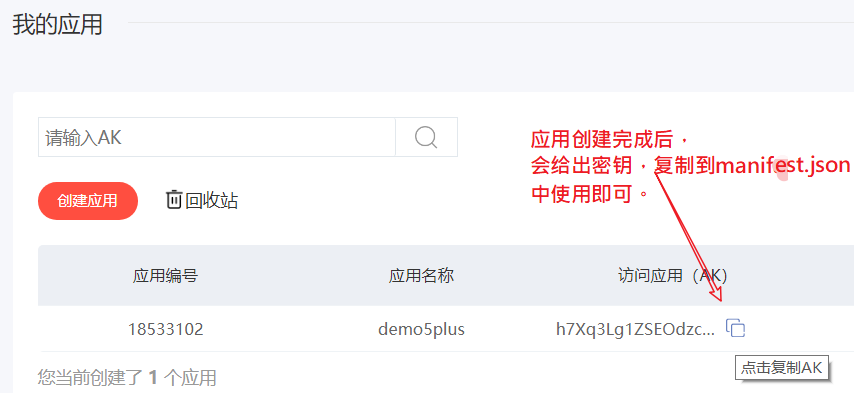 我的应用
请输入AK
应用创建完成后，
会给出密钥，复制到manifest.json
中使用即可。
创建应用 回收站
应用编号 应用名称 访问应用（AK）
18533102 demo5plus h7Xq3Lg1ZSEOdzc...
点击复制AK
您当前创建了 1 个应用